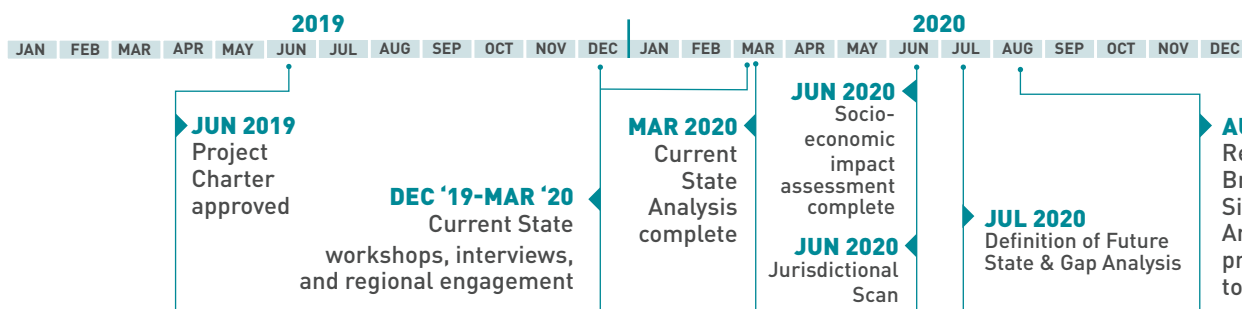 2019 2020
JAN FEB MAR APR MAY JUN JUL AUG SEP OCT NOV DEC JAN FEB MAR APR MAY JUN JUL AUG SEP OCT NOV DEC
JUN 2019
Project
Charter
approved
DEC ‘19-MAR ‘20
Current State
workshops, interviews,
and regional engagement
MAR 2020
Current
State
Analysis
complete
JUN 2020
Socio-
economic
impact
assessment
complete
JUN 2020
Jurisdictional
Scan
JUL 2020
Definition of Future
State & Gap Analysis